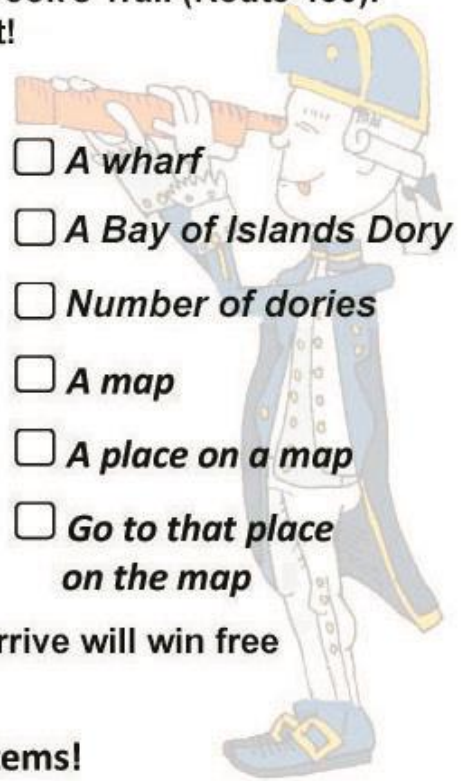 t!
A wharf
A Bay of Islands Dory
Number of dories
A map
A place on a map
Go to that place
on the map
rrive will win free
tems!